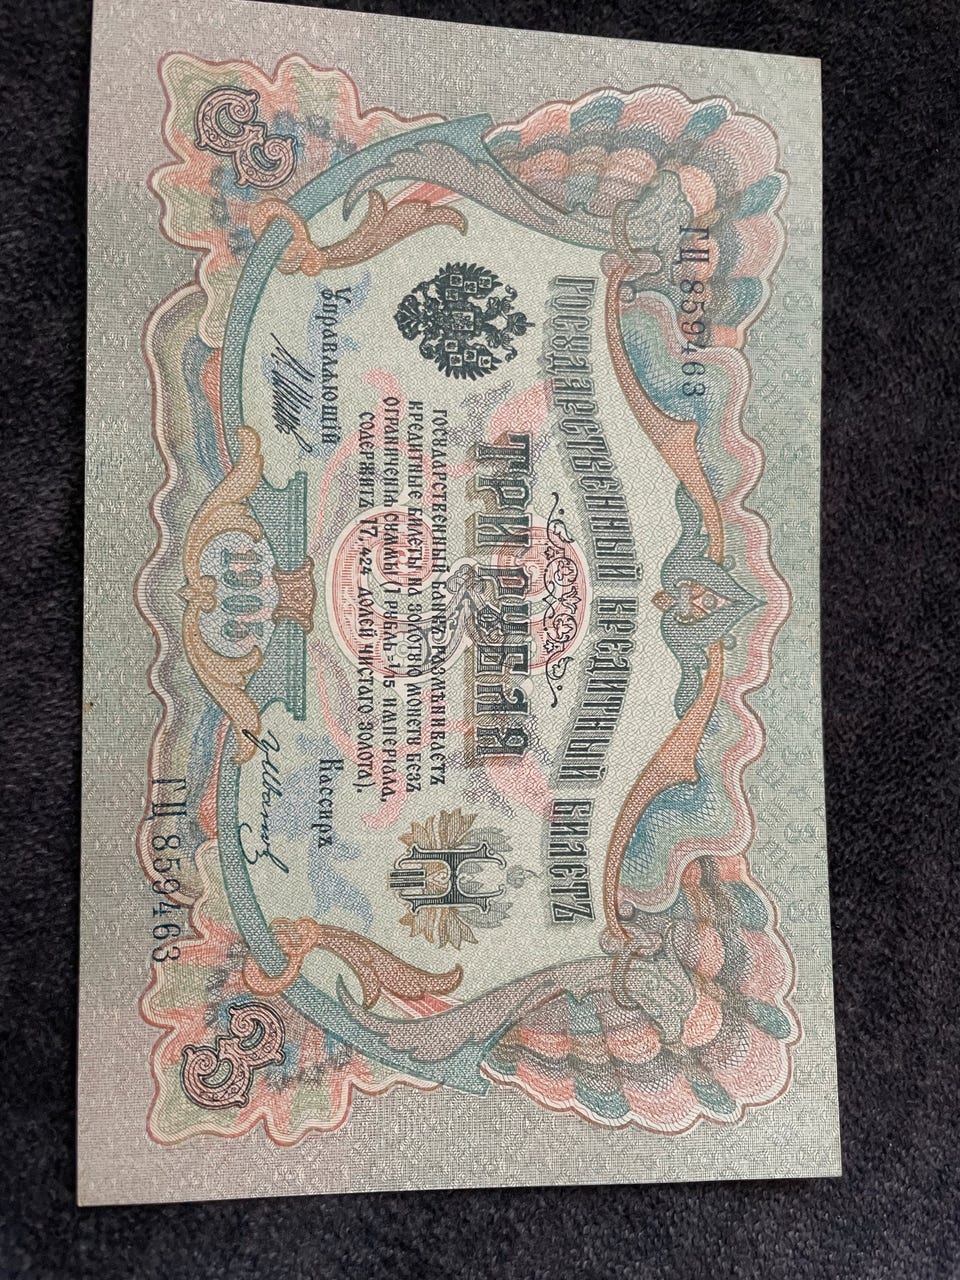 ГЦ 859463
ГОСУДАРСТВЕННЫЙ КРЕДИТНЫЙ БИЛЕТЪ
ТРИ РУБЛЯ
ГОСУДАРСТВЕННЫЙ БАНКЪ РАЗМѢНИВАЕТЪ
КРЕДИТНЫЕ БИЛЕТЫ НА ЗОЛОТУЮ МОНЕТУ БЕЗЪ
ОГРАНИЧЕНІЯ СУММЫ (1 РУБЛЬ = 1/15 ИМПЕРІАЛА,
СОДЕРЖИТЪ 17,424 ДОЛЕЙ ЧИСТАГО ЗОЛОТА).
Управляющій
Кассиръ
1905
ГЦ 859463
3
3